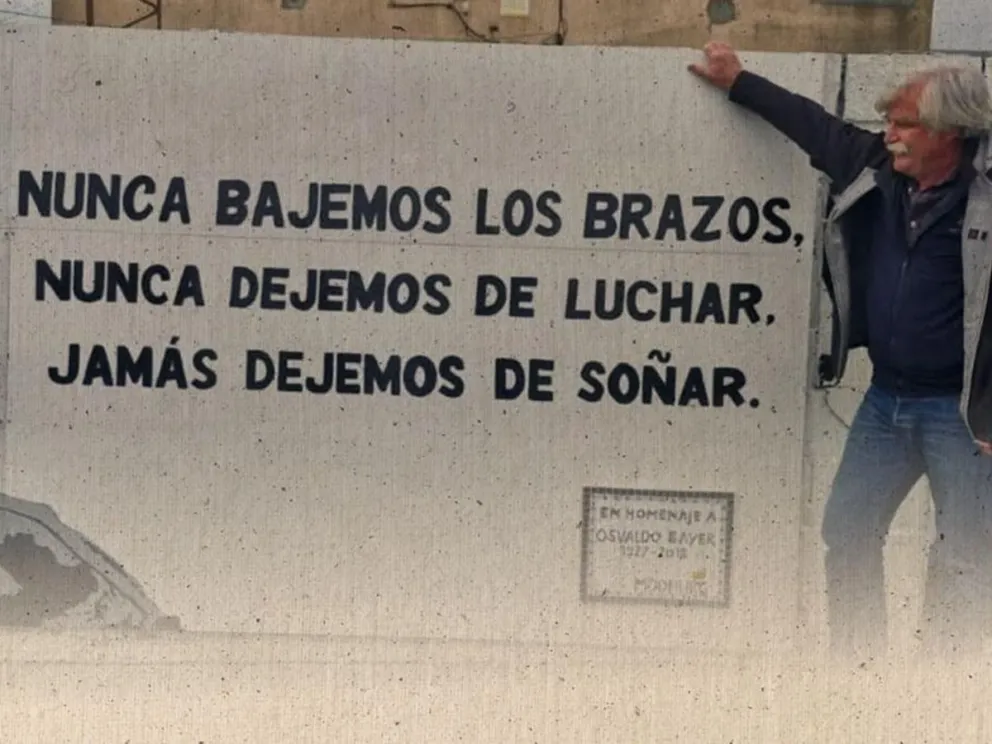 NUNCA BAJEMOS LOS BRAZOS,
NUNCA DEJEMOS DE LUCHAR,
JAMÁS DEJEMOS DE SOÑAR.
EN HOMENAJE A
OSVALDO BAYER
1927-2018